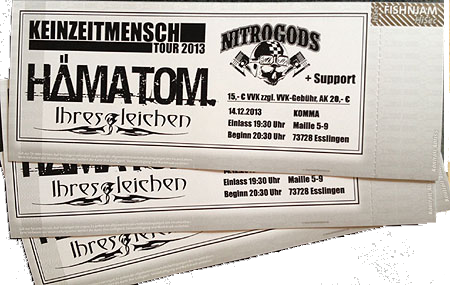 KEINZEITMENSCH
TOUR 2013
HÄMATOM.
Ihresgleichen
NITROGODS
+ Support
15,- € VVK zzgl. VVK-Gebühr, AK 20,- €
14.12.2013 KOMMA
Einlass 19:30 Uhr Maille 5-9
Beginn 20:30 Uhr 73728 Esslingen
FISHNJAM
Ihresgleichen
Einlass 19:30 Uhr Maille 5-9
Beginn 20:30 Uhr 73728 Esslingen
Ihresgleichen